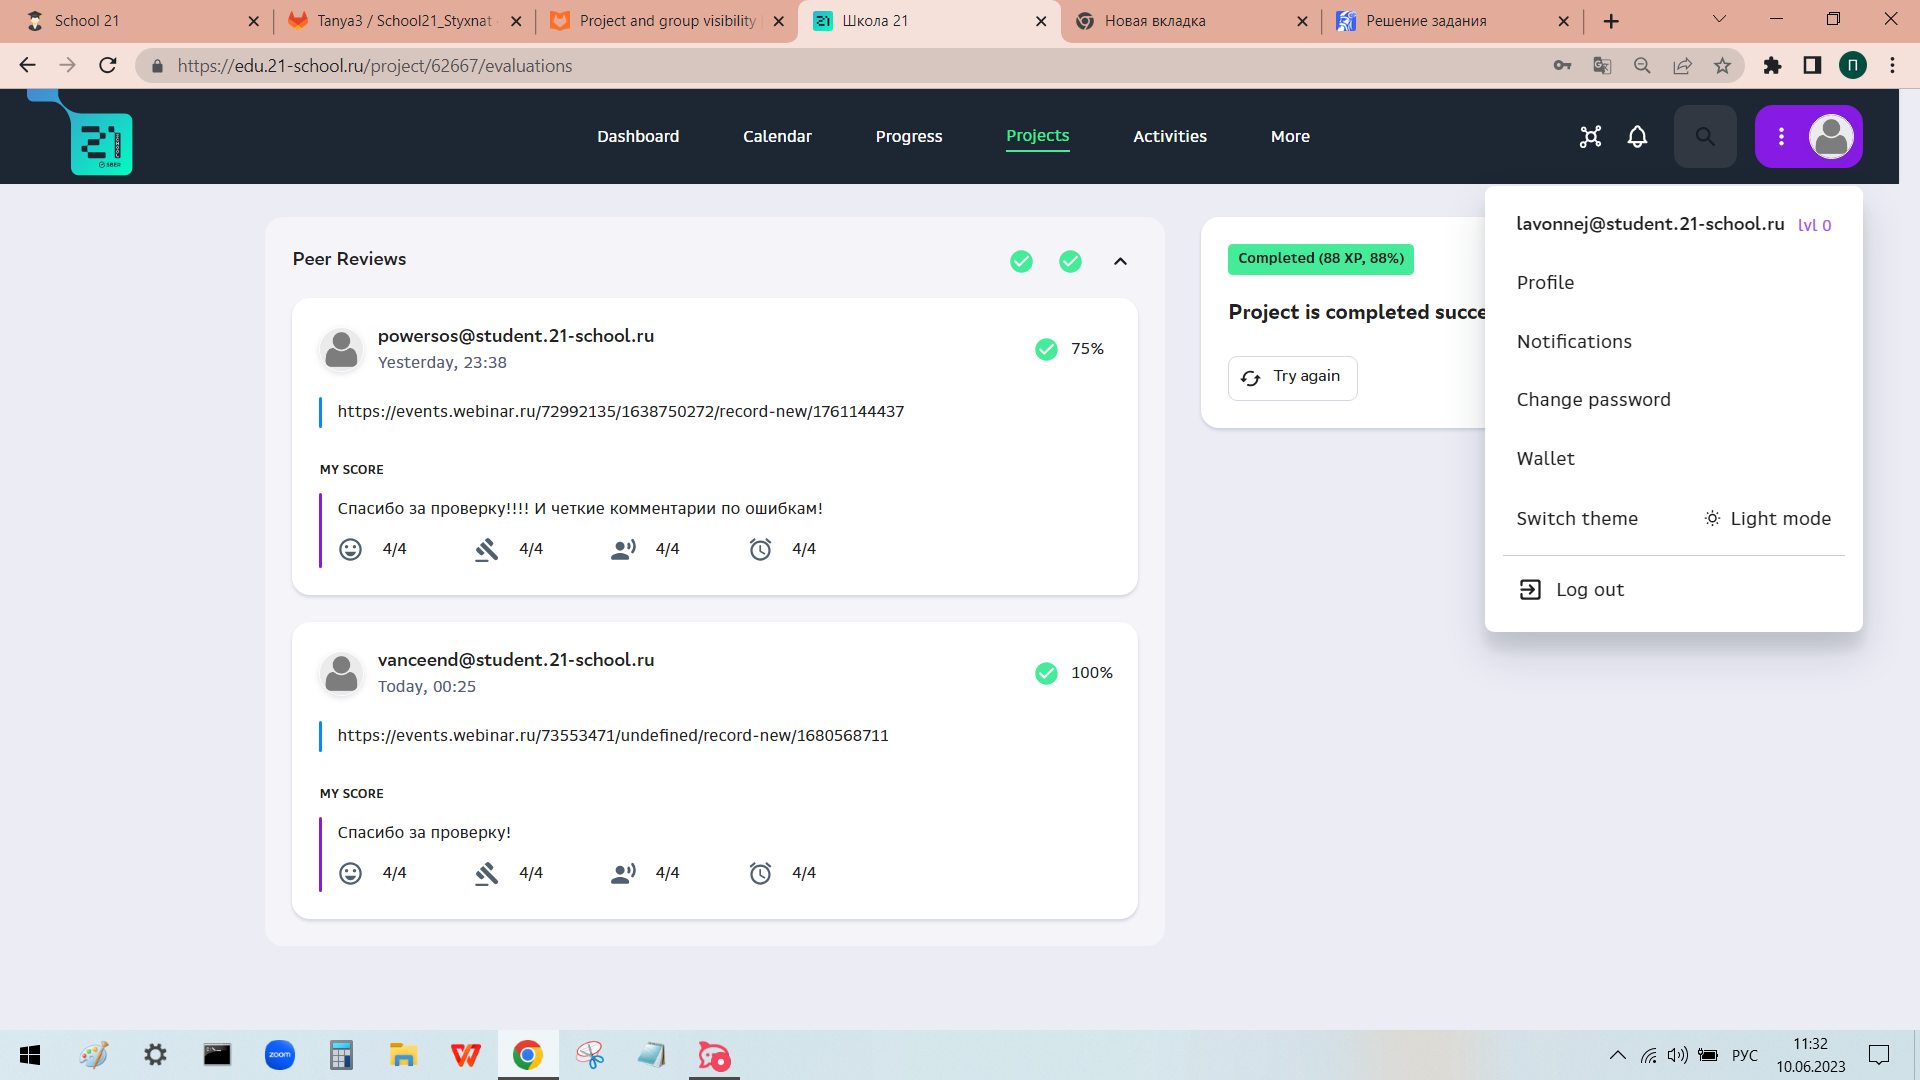 School 21
Tanya3 / School21_Styxnat
Project and group visibility
Школа 21
Новая вкладка
Решение задания
https://edu.21-school.ru/project/62667/evaluations
П
21
SCHOOL
SBER
Dashboard
Calendar
Progress
Projects
Activities
More
Peer Reviews
powersos@student.21-school.ru
Yesterday, 23:38
75%
https://events.webinar.ru/72992135/1638750272/record-new/1761144437
MY SCORE
Спасибо за проверку!!!! И четкие комментарии по ошибкам!
4/4
4/4
4/4
4/4
vanceend@student.21-school.ru
Today, 00:25
100%
https://events.webinar.ru/73553471/undefined/record-new/1680568711
MY SCORE
Спасибо за проверку!
4/4
4/4
4/4
4/4
Completed (88 XP, 88%)
Project is completed succe
Try again
lavonnej@student.21-school.ru lvl 0
Profile
Notifications
Change password
Wallet
Switch theme
Light mode
Log out
zoom
РУС
11:32
10.06.2023